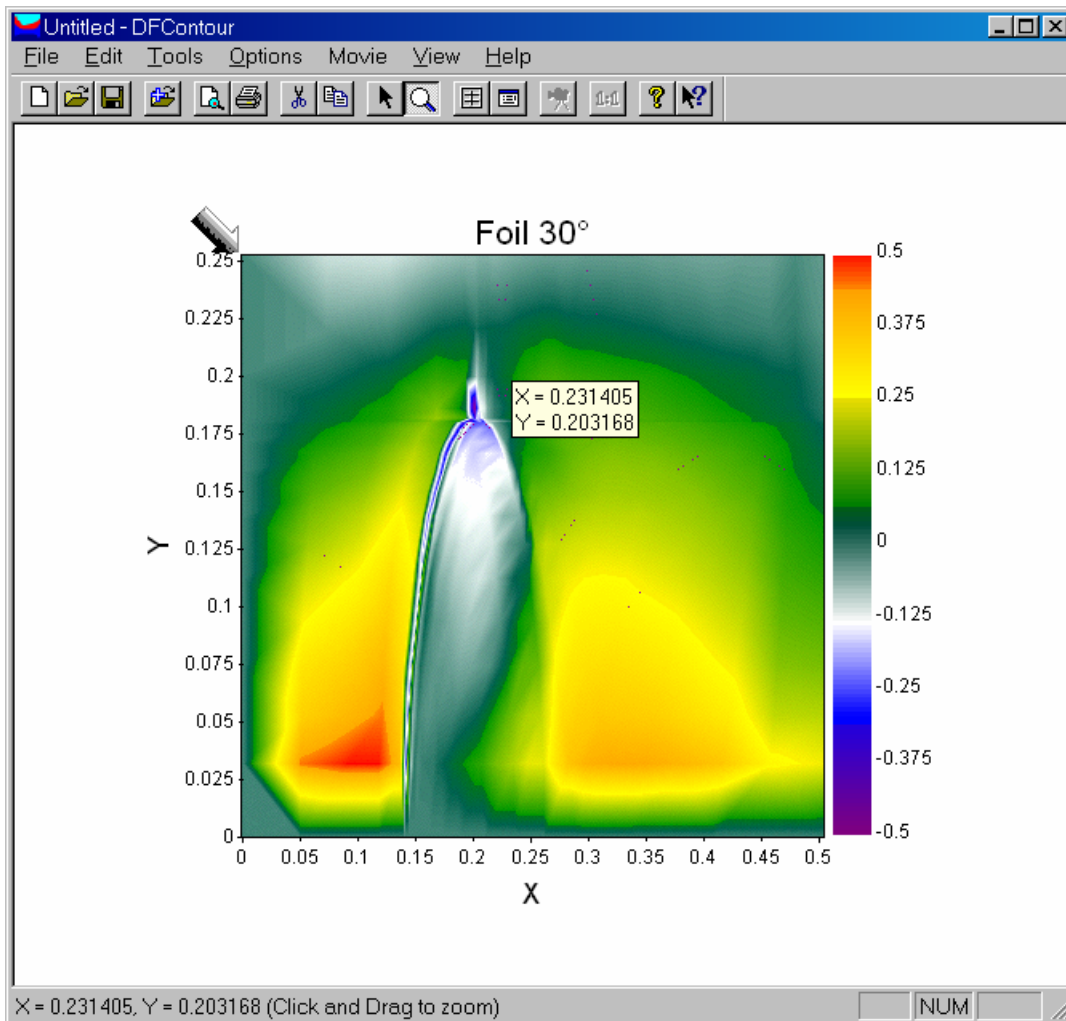 Untitled - DFContour
File Edit Tools Options Movie View Help
1:1
Foil 30°
X = 0.231405
Y = 0.203168
0.25
0.225
0.2
0.175
0.15
0.125
0.1
0.075
0.05
0.025
0
Y
0 0.05 0.1 0.15 0.2 0.25 0.3 0.35 0.4 0.45 0.5
X
0.5
0.375
0.25
0.125
0
-0.125
-0.25
-0.375
-0.5
X = 0.231405, Y = 0.203168 (Click and Drag to zoom) NUM